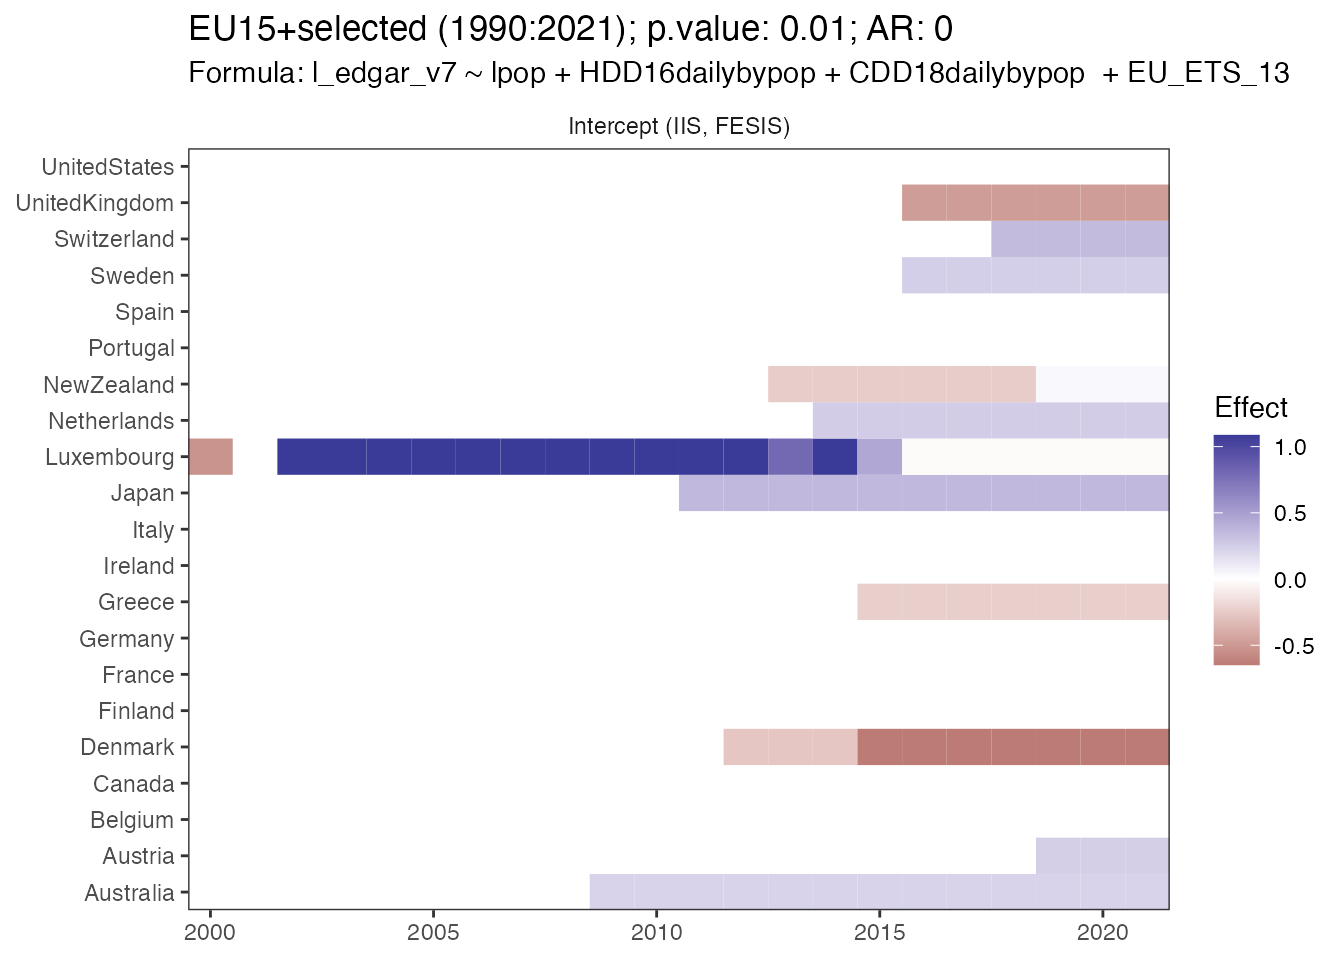 EU15+selected (1990:2021); p.value: 0.01; AR: 0
Formula: l_edgar_v7 ~ lpop + HDD16dailybypop + CDD18dailybypop  + EU_ETS_13
Intercept (IIS, FESIS)
UnitedStates
UnitedKingdom
Switzerland
Sweden
Spain
Portugal
NewZealand
Netherlands
Luxembourg
Japan
Italy
Ireland
Greece
Germany
France
Finland
Denmark
Canada
Belgium
Austria
Australia
2000 2005 2010 2015 2020
Effect
1.0
0.5
0.0
-0.5